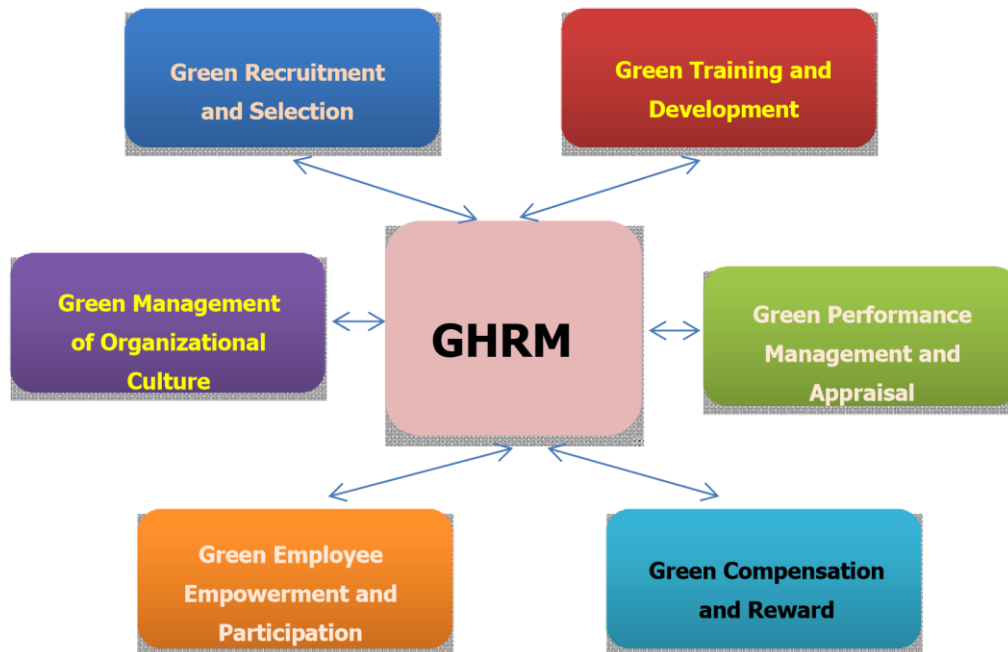 Green Recruitment
and Selection
Green Training and
Development
Green Management
of Organizational
Culture
GHRM
Green Performance
Management and
Appraisal
Green Employee
Empowerment and
Participation
Green Compensation
and Reward